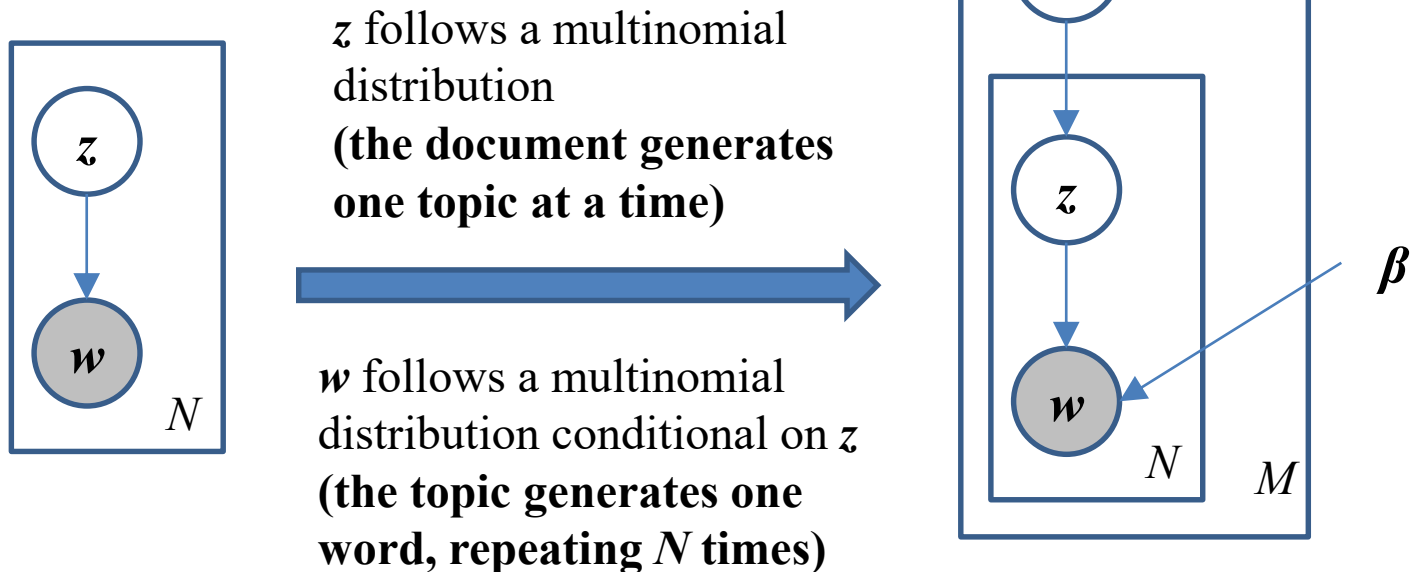 z
w
N
z follows a multinomial
distribution
(the document generates
one topic at a time)
w follows a multinomial
distribution conditional on z
(the topic generates one
word, repeating N times)
z
w
N
M
β